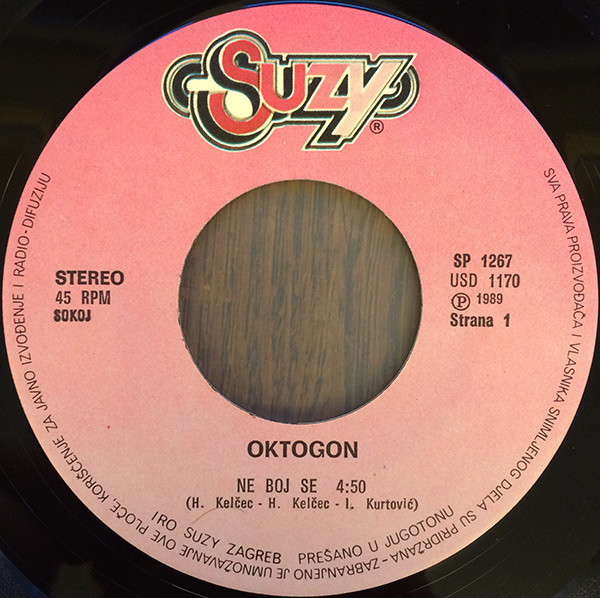 SUZY
®
STEREO
45 RPM
SOKOJ
SP 1267
USD 1170
Ⓟ 1989
Strana 1
OKTOGON
NE BOJ SE 4:50
(H. Kelčec - H. Kelčec - L. Kurtović)
SVA PRAVA PROIZVOĐAČA I VLASNIKA SNIMLJENOG DJELA SU PRIDRŽANA - ZABRANJENO JE UMNOŽAVANJE OVE PLOČE, KORIŠĆENJE ZA JAVNO IZVOĐENJE I RADIO-DIFUZIJU
IRO SUZY ZAGREB PREŠANO U JUGOTONU